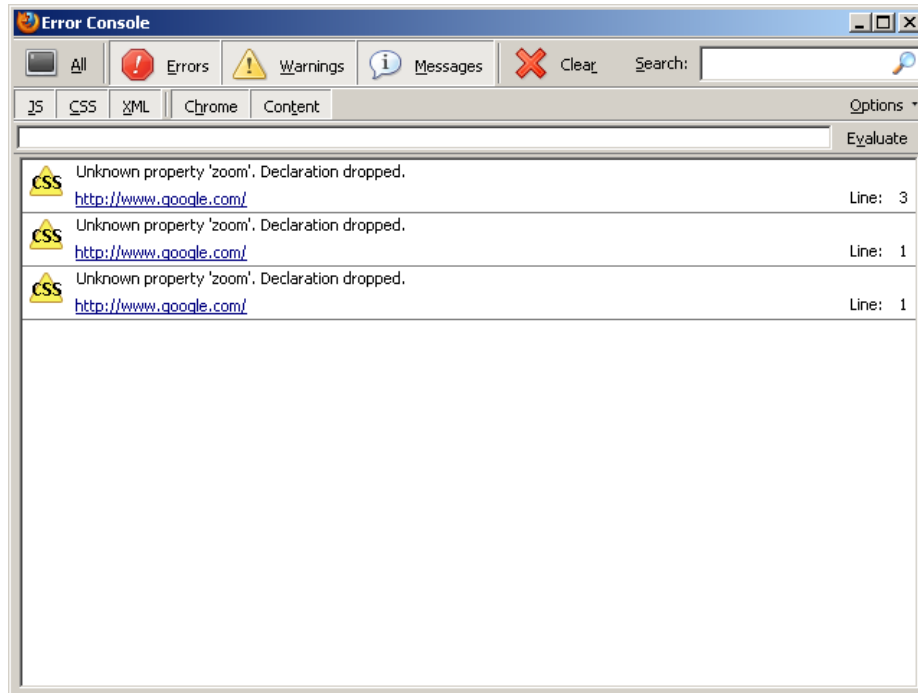 Error Console
All Errors Warnings Messages Clear Search:
JS CSS XML Chrome Content Options
Evaluate
CSS Unknown property 'zoom'. Declaration dropped.
http://www.google.com/ Line: 3
CSS Unknown property 'zoom'. Declaration dropped.
http://www.google.com/ Line: 1
CSS Unknown property 'zoom'. Declaration dropped.
http://www.google.com/ Line: 1